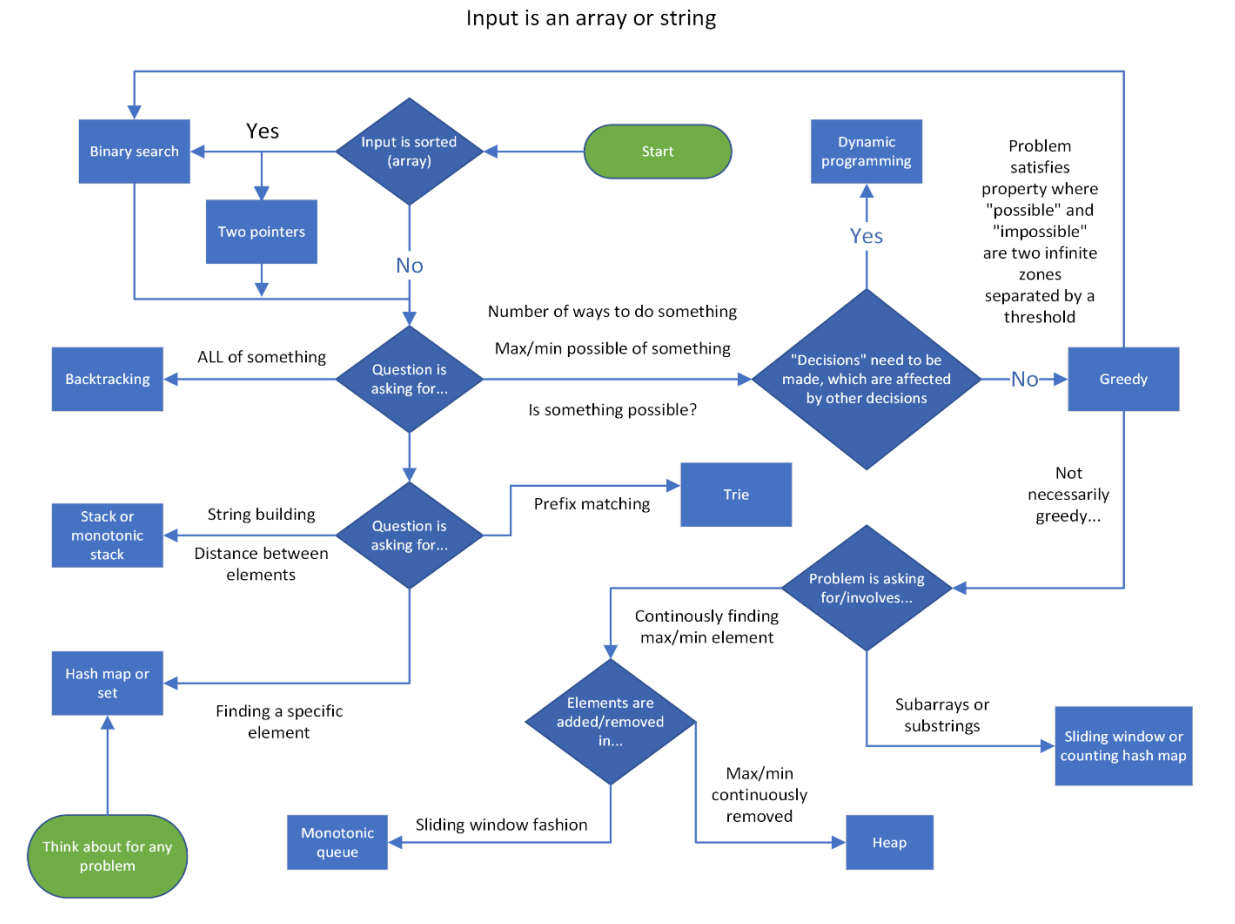 Input is an array or string
Binary search
Yes
Input is sorted
(array)
Start
Dynamic
programming
Problem
satisfies
property where
"possible" and
"impossible"
are two infinite
zones
separated by a
threshold
Two pointers
Yes
No
Number of ways to do something
Max/min possible of something
Is something possible?
ALL of something
Backtracking
Question is
asking for...
"Decisions" need to be
made, which are affected
by other decisions
No
Greedy
Not
necessarily
greedy...
Stack or
monotonic
stack
String building
Distance between
elements
Question is
asking for...
Prefix matching
Trie
Problem is asking
for/involves...
Continously finding
max/min element
Hash map or
set
Finding a specific
element
Elements are
added/removed
in...
Subarrays or
substrings
Sliding window or
counting hash map
Max/min
continuously
removed
Think about for any
problem
Monotonic
queue
Sliding window fashion
Heap